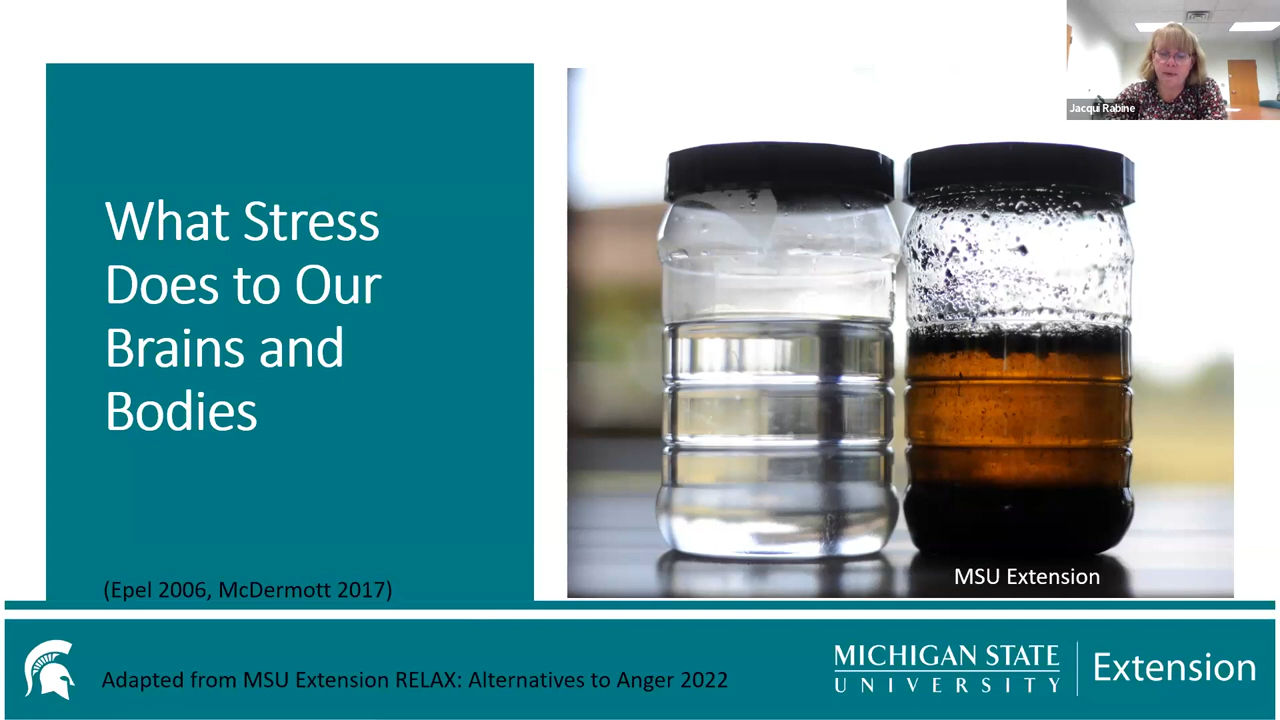 Jacqui Rabine
What Stress
Does to Our
Brains and
Bodies
(Epel 2006, McDermott 2017)
MSU Extension
Adapted from MSU Extension RELAX: Alternatives to Anger 2022
MICHIGAN STATE
UNIVERSITY
Extension